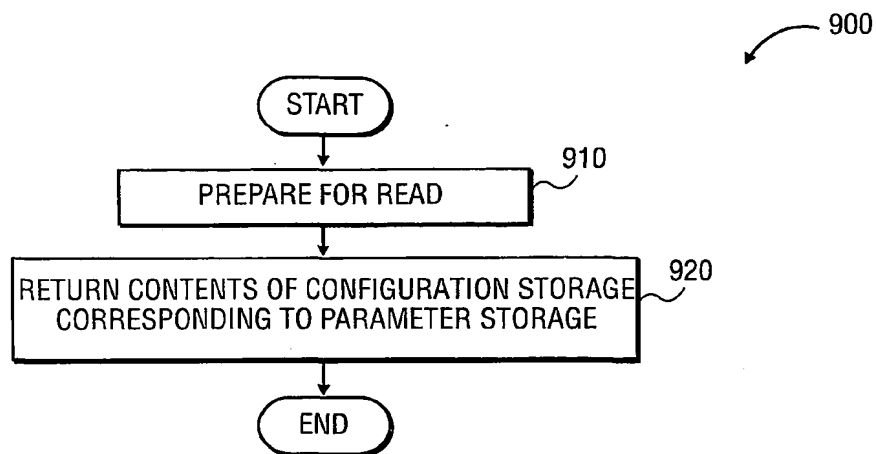 900
START
910
PREPARE FOR READ
920
RETURN CONTENTS OF CONFIGURATION STORAGE
CORRESPONDING TO PARAMETER STORAGE
END